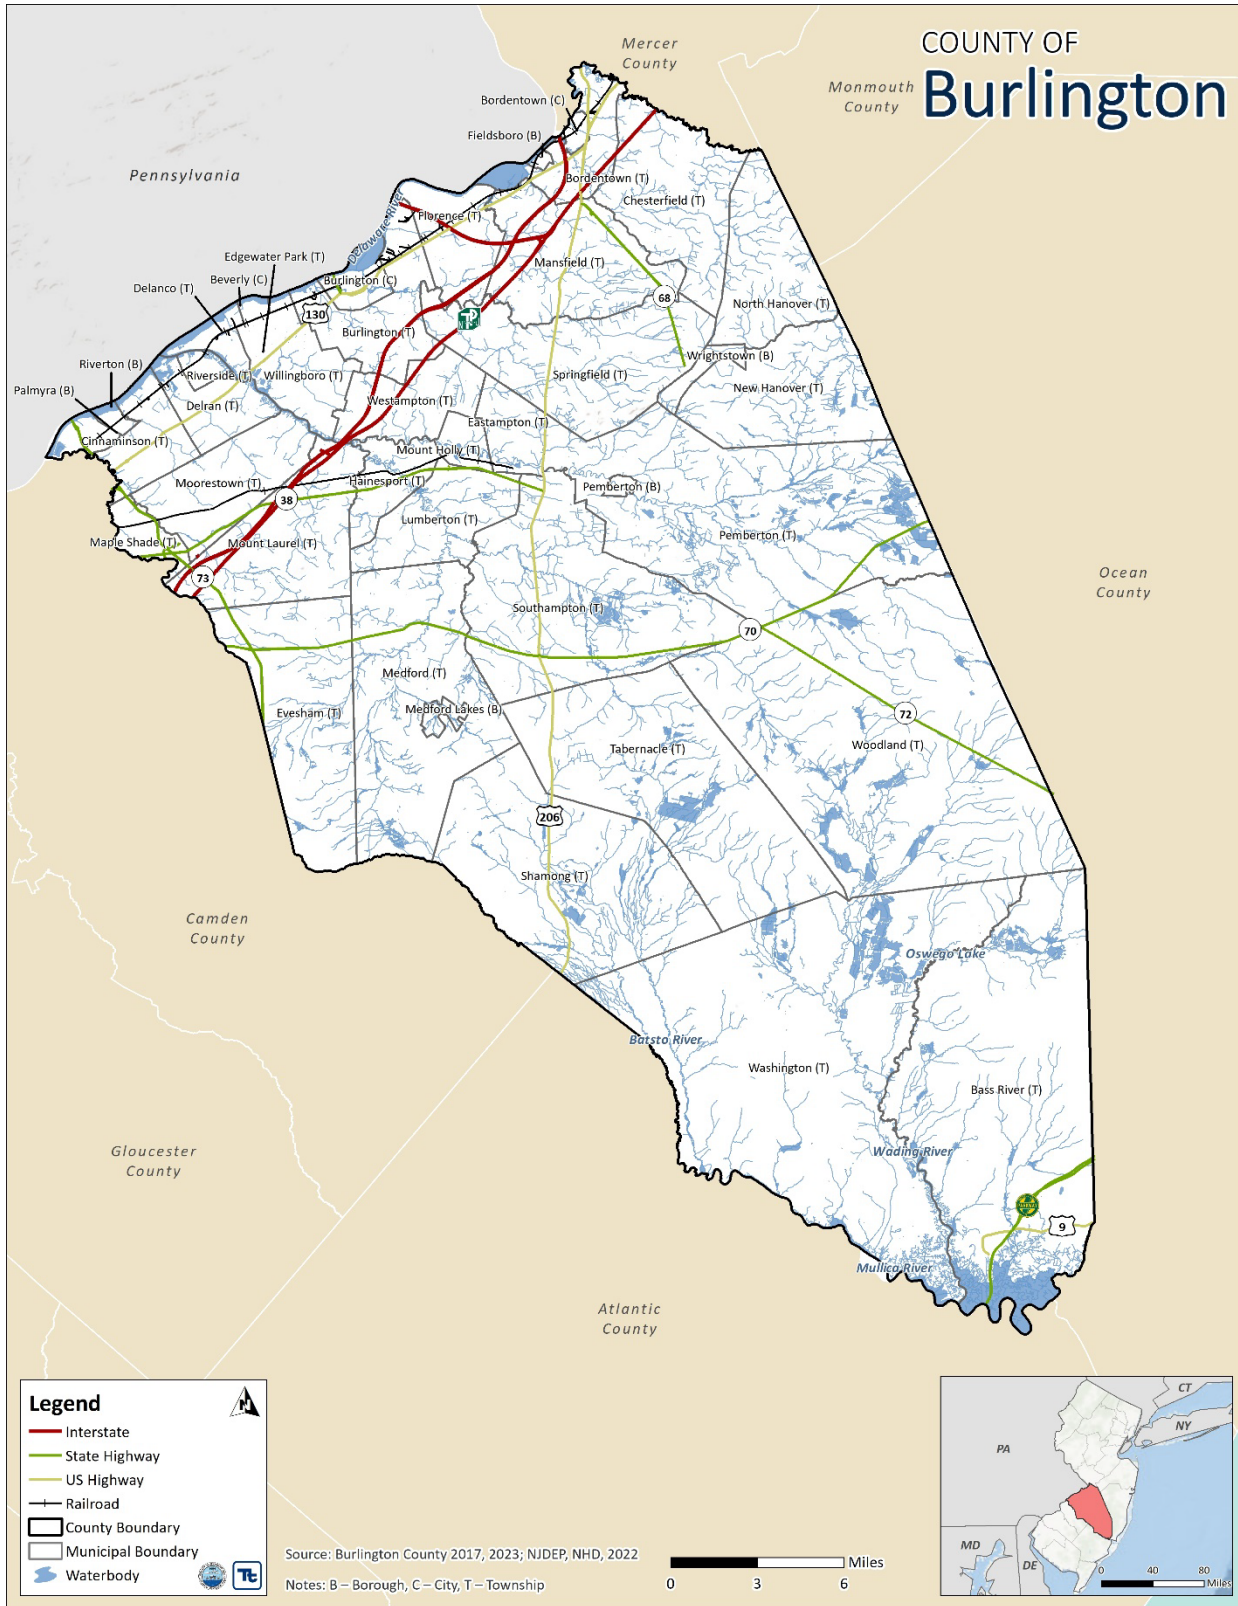 COUNTY OF
Burlington
Mercer
County
Monmouth
County
Pennsylvania
Bordentown (C)
Fieldsboro (B)
Bordentown (T)
Chesterfield (T)
Delaware River
Florence (T)
Edgewater Park (T)
Beverly (C)
Delanco (T)
Burlington (C)
Mansfield (T)
68
North Hanover (T)
130
Burlington (T)
Riverton (B)
Palmyra (B)
Riverside (T)
Willingboro (T)
Wrightstown (B)
Springfield (T)
New Hanover (T)
Delran (T)
Westampton (T)
Eastampton (T)
Cinnaminson (T)
Mount Holly (T)
Moorestown (T)
Hainesport (T)
Pemberton (B)
38
Lumberton (T)
Maple Shade (T)
Mount Laurel (T)
Pemberton (T)
73
Ocean
County
Southampton (T)
70
Medford (T)
Evesham (T)
Medford Lakes (B)
72
Tabernacle (T)
Woodland (T)
206
Shamong (T)
Camden
County
Oswego Lake
Batsto River
Washington (T)
Bass River (T)
Gloucester
County
Wading River
9
Mullica River
Atlantic
County
Legend
N
Interstate
State Highway
US Highway
Railroad
County Boundary
Municipal Boundary
Waterbody
Tt
Source: Burlington County 2017, 2023; NJDEP, NHD, 2022
Notes: B – Borough, C – City, T – Township
Miles
0 3 6
CT
NY
PA
MD
DE
0 40 80
Miles